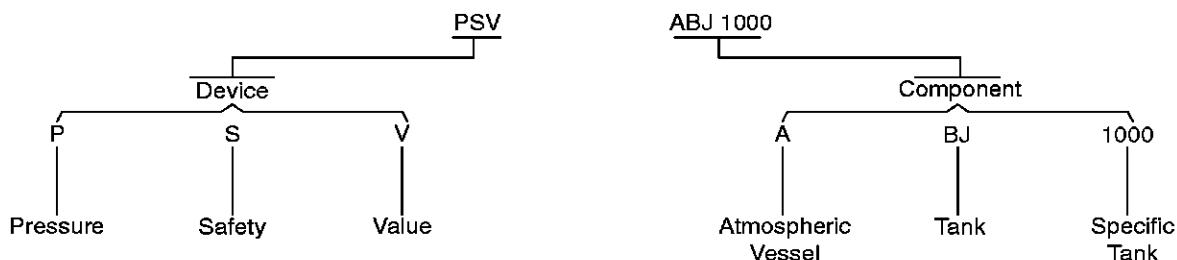 PSV
ABJ 1000
Device
Component
P
S
V
A
BJ
1000
Pressure
Safety
Value
Atmospheric
Vessel
Tank
Specific
Tank